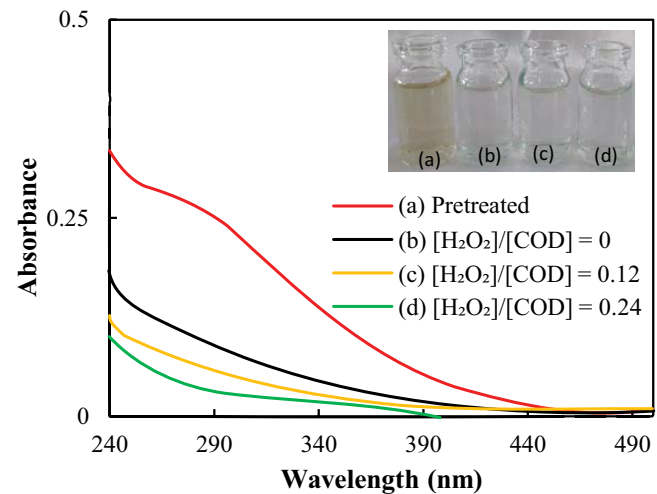 0.5
0.25
0
Absorbance
(a) (b) (c) (d)
(a) Pretreated
(b) [H₂O₂]/[COD] = 0
(c) [H₂O₂]/[COD] = 0.12
(d) [H₂O₂]/[COD] = 0.24
240 290 340 390 440 490
Wavelength (nm)